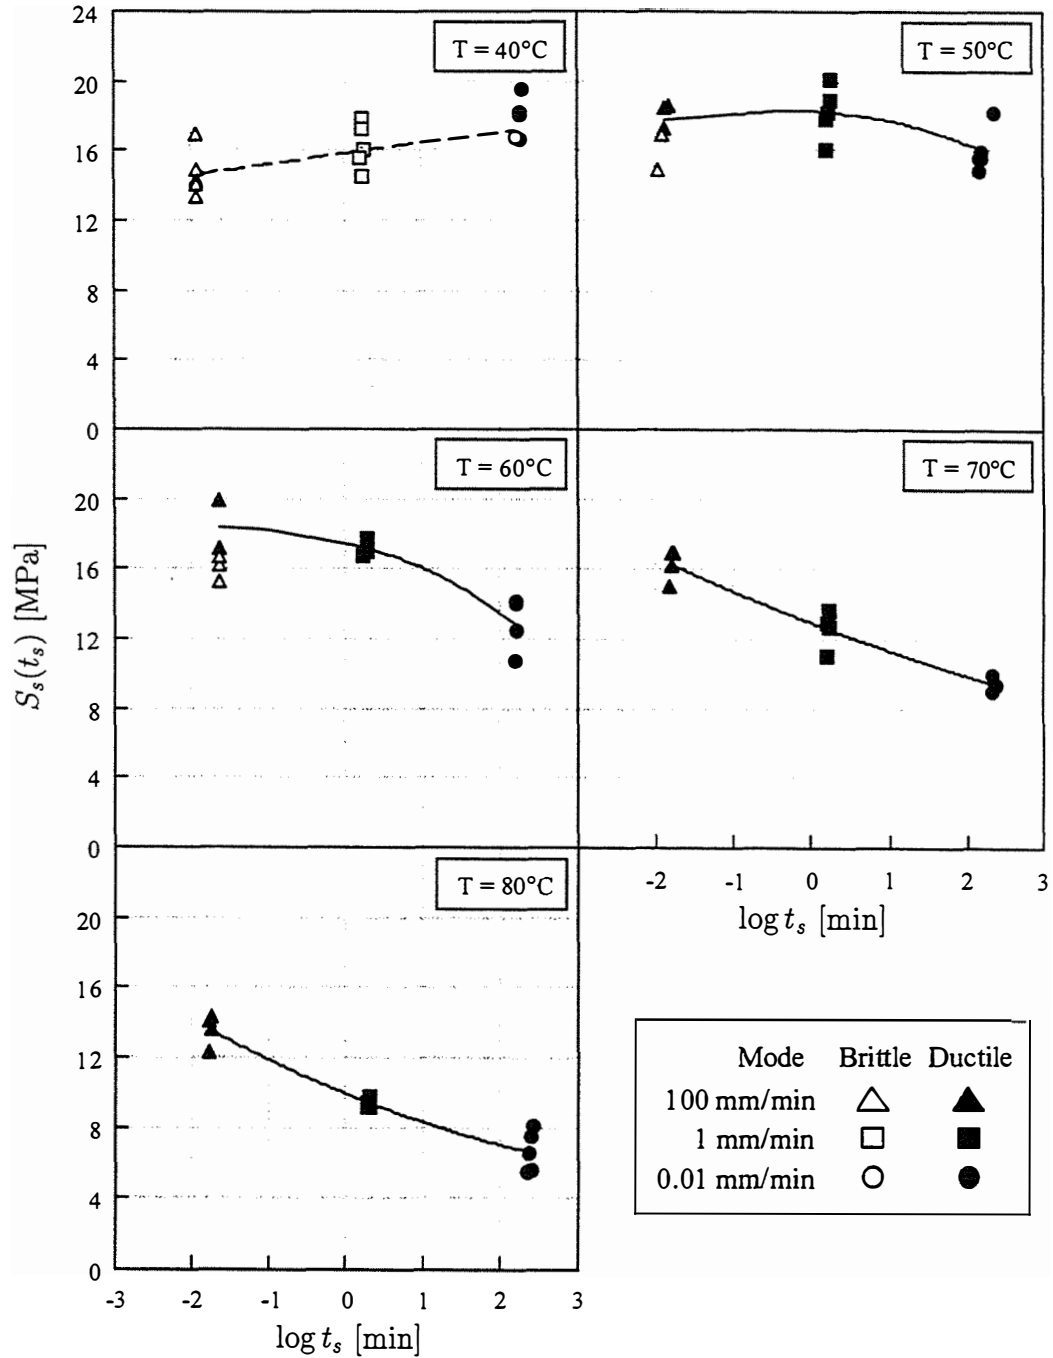 24
20
16
12
8
4
0
T = 40°C
T = 50°C
20
16
12
8
4
0
T = 60°C
T = 70°C
S_s(t_s) [MPa]
-2 -1 0 1 2 3
log t_s [min]
20
16
12
8
4
0
T = 80°C
-3 -2 -1 0 1 2 3
log t_s [min]
Mode Brittle Ductile
100 mm/min
1 mm/min
0.01 mm/min